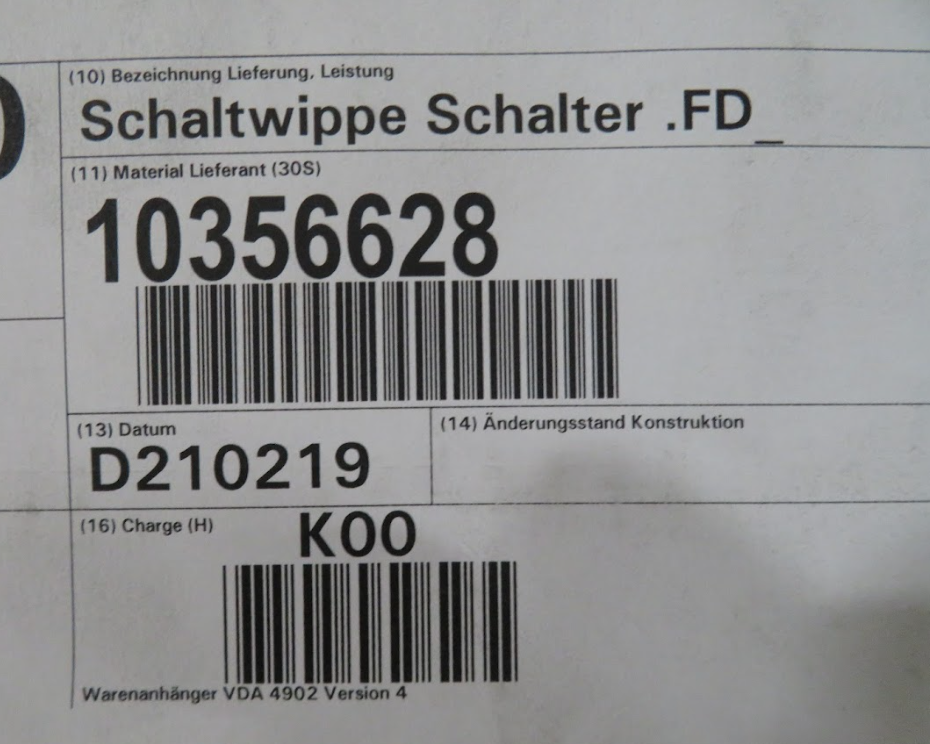 (10) Bezeichnung Lieferung, Leistung
Schaltwippe Schalter .FD_
(11) Material Lieferant (30S)
10356628
(13) Datum
D210219
(14) Änderungsstand Konstruktion
(16) Charge (H)
K00
Warenanhänger VDA 4902 Version 4